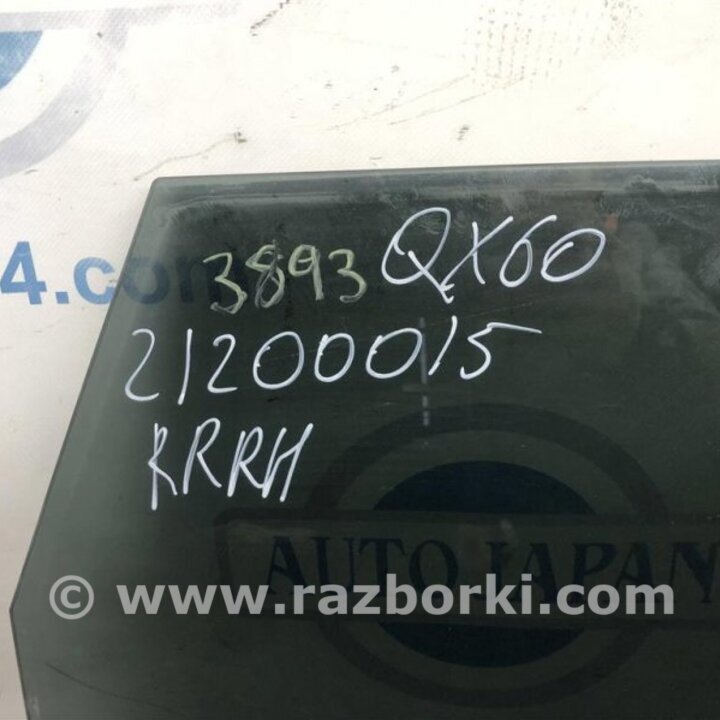 4.com
3893 QX60
21200015
RRRH
AUTO JAPAN
© www.razborki.com